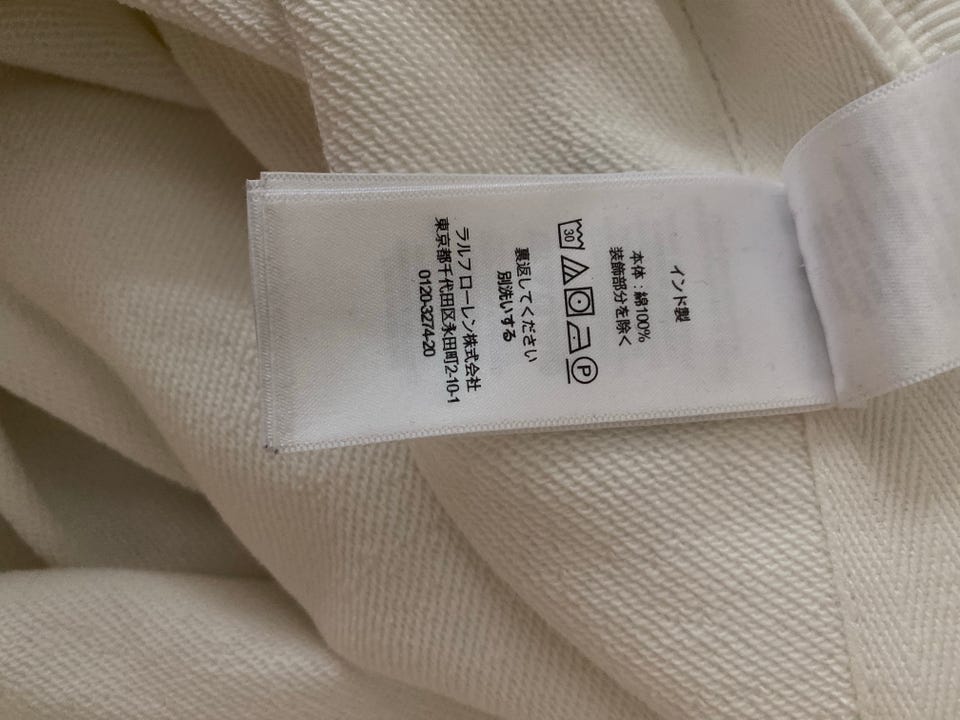 インド製
本体 : 綿100%
装飾部分を除く
30 P
裏返してください
別洗いする
ラルフ ローレン株式会社
東京都千代田区永田町2-10-1
0120-3274-20